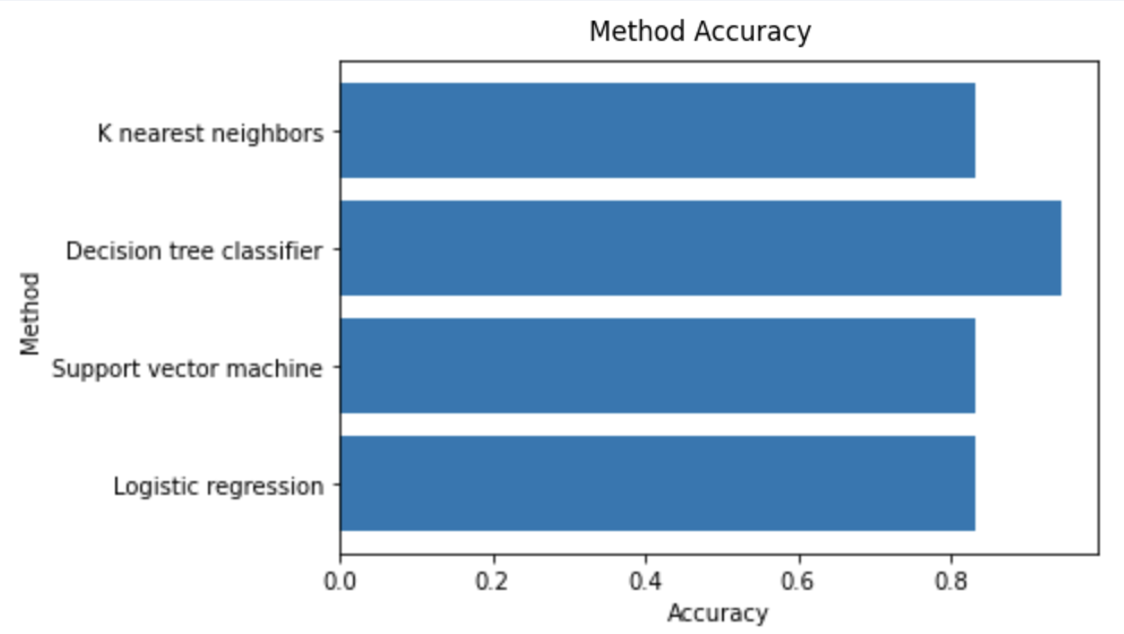 Method Accuracy
K nearest neighbors
Decision tree classifier
Method
Support vector machine
Logistic regression
0.0 0.2 0.4 0.6 0.8
Accuracy